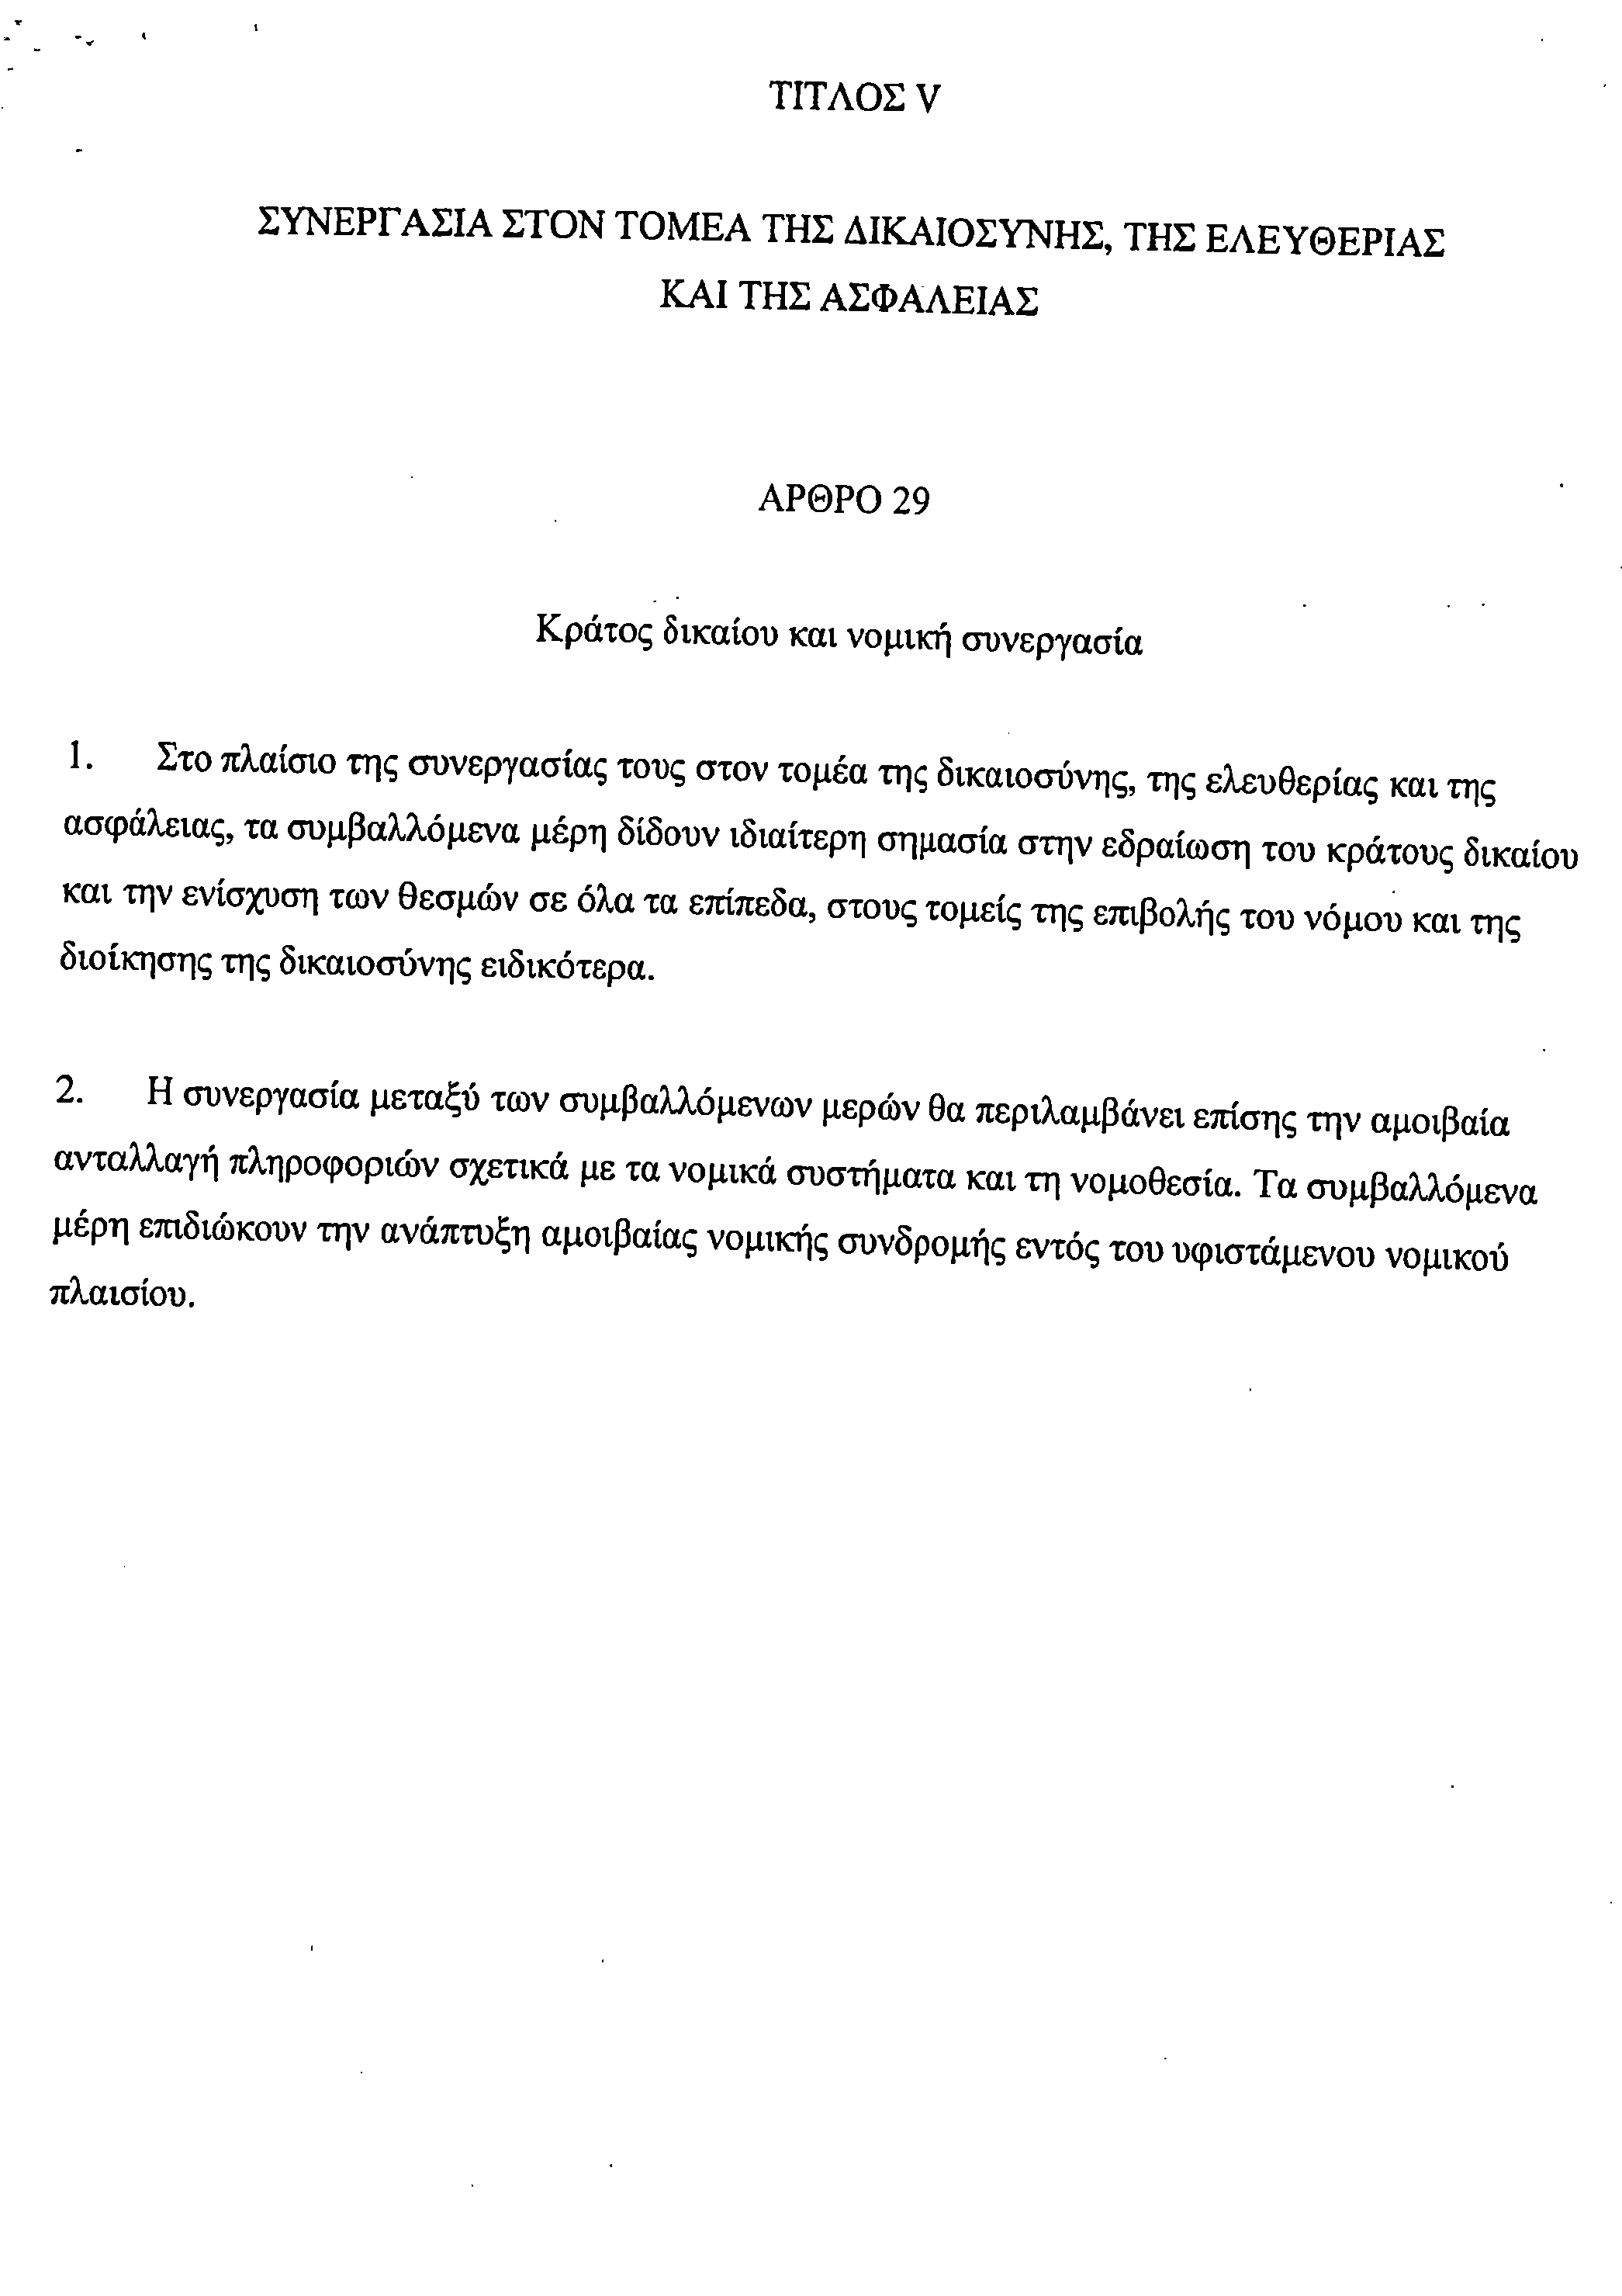 ΤΙΤΛΟΣ V
ΣΥΝΕΡΓΑΣΙΑ ΣΤΟΝ ΤΟΜΕΑ ΤΗΣ ΔΙΚΑΙΟΣΥΝΗΣ, ΤΗΣ ΕΛΕΥΘΕΡΙΑΣ
ΚΑΙ ΤΗΣ ΑΣΦΑΛΕΙΑΣ
ΑΡΘΡΟ 29
Κράτος δικαίου και νομική συνεργασία
1. Στο πλαίσιο της συνεργασίας τους στον τομέα της δικαιοσύνης, της ελευθερίας και της
ασφάλειας, τα συμβαλλόμενα μέρη δίδουν ιδιαίτερη σημασία στην εδραίωση του κράτους δικαίου
και την ενίσχυση των θεσμών σε όλα τα επίπεδα, στους τομείς της επιβολής του νόμου και της
διοίκησης της δικαιοσύνης ειδικότερα.
2. Η συνεργασία μεταξύ των συμβαλλόμενων μερών θα περιλαμβάνει επίσης την αμοιβαία
ανταλλαγή πληροφοριών σχετικά με τα νομικά συστήματα και τη νομοθεσία. Τα συμβαλλόμενα
μέρη επιδιώκουν την ανάπτυξη αμοιβαίας νομικής συνδρομής εντός του υφιστάμενου νομικού
πλαισίου.